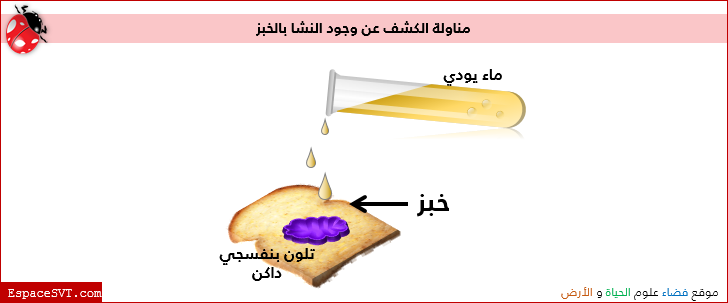 مناولة الكشف عن وجود النشا بالخبز
ماء يودي
خبز
تلون بنفسجي
داكن
EspaceSVT.com
موقع فضاء علوم الحياة و الأرض